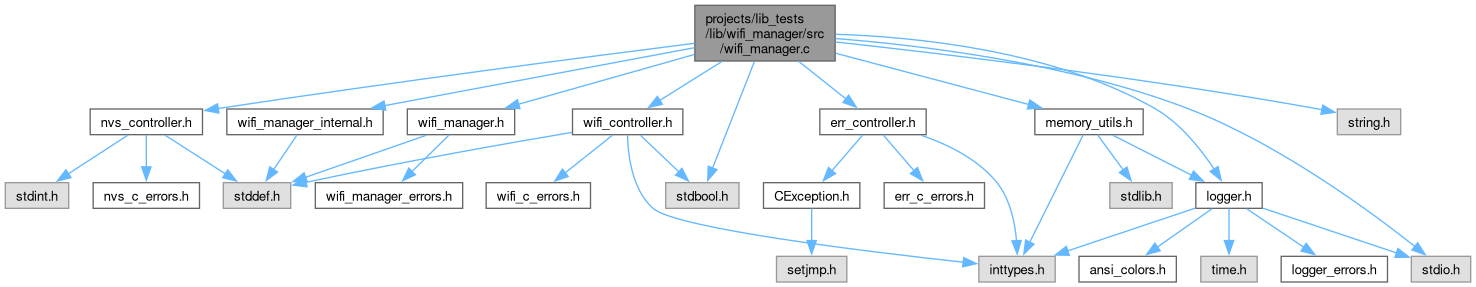 projects/lib_tests
/lib/wifi_manager/src
/wifi_manager.c
nvs_controller.h
wifi_manager_internal.h
wifi_manager.h
wifi_controller.h
err_controller.h
memory_utils.h
string.h
stdint.h
nvs_c_errors.h
stddef.h
wifi_manager_errors.h
wifi_c_errors.h
stdbool.h
CException.h
err_c_errors.h
stdlib.h
logger.h
setjmp.h
inttypes.h
ansi_colors.h
time.h
logger_errors.h
stdio.h